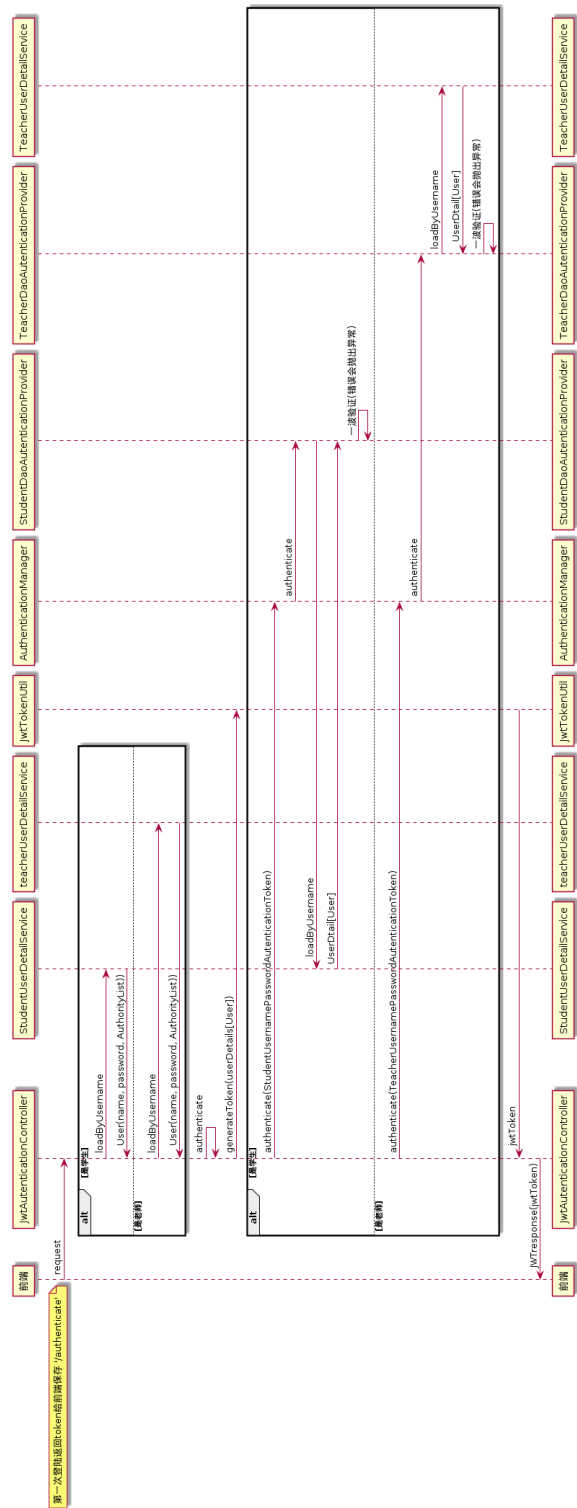 前端
JwtAutenticationController
StudentUserDetailService
teacherUserDetailService
JwtTokenUtil
AuthenticationManager
StudentDaoAutenticationProvider
TeacherDaoAutenticationProvider
TeacherUserDetailService
第一次登陆返回token给前端保存 '/authenticate'
request
alt
[是学生]
loadByUsername
User(name, password, AuthorityList))
[是老师]
loadByUsername
User(name, password, AuthorityList))
authenticate
generateToken(userDetails[User])
alt
[是学生]
authenticate(StudentUsernamePasswordAutenticationToken)
authenticate
loadByUsername
UserDtail[User]
一波验证(错误会抛出异常)
[是老师]
authenticate(TeacherUsernamePasswordAutenticationToken)
authenticate
loadByUsername
UserDtail[User]
一波验证(错误会抛出异常)
jwtToken
JWTresponse(jwtToken)
前端
JwtAutenticationController
StudentUserDetailService
teacherUserDetailService
JwtTokenUtil
AuthenticationManager
StudentDaoAutenticationProvider
TeacherDaoAutenticationProvider
TeacherUserDetailService